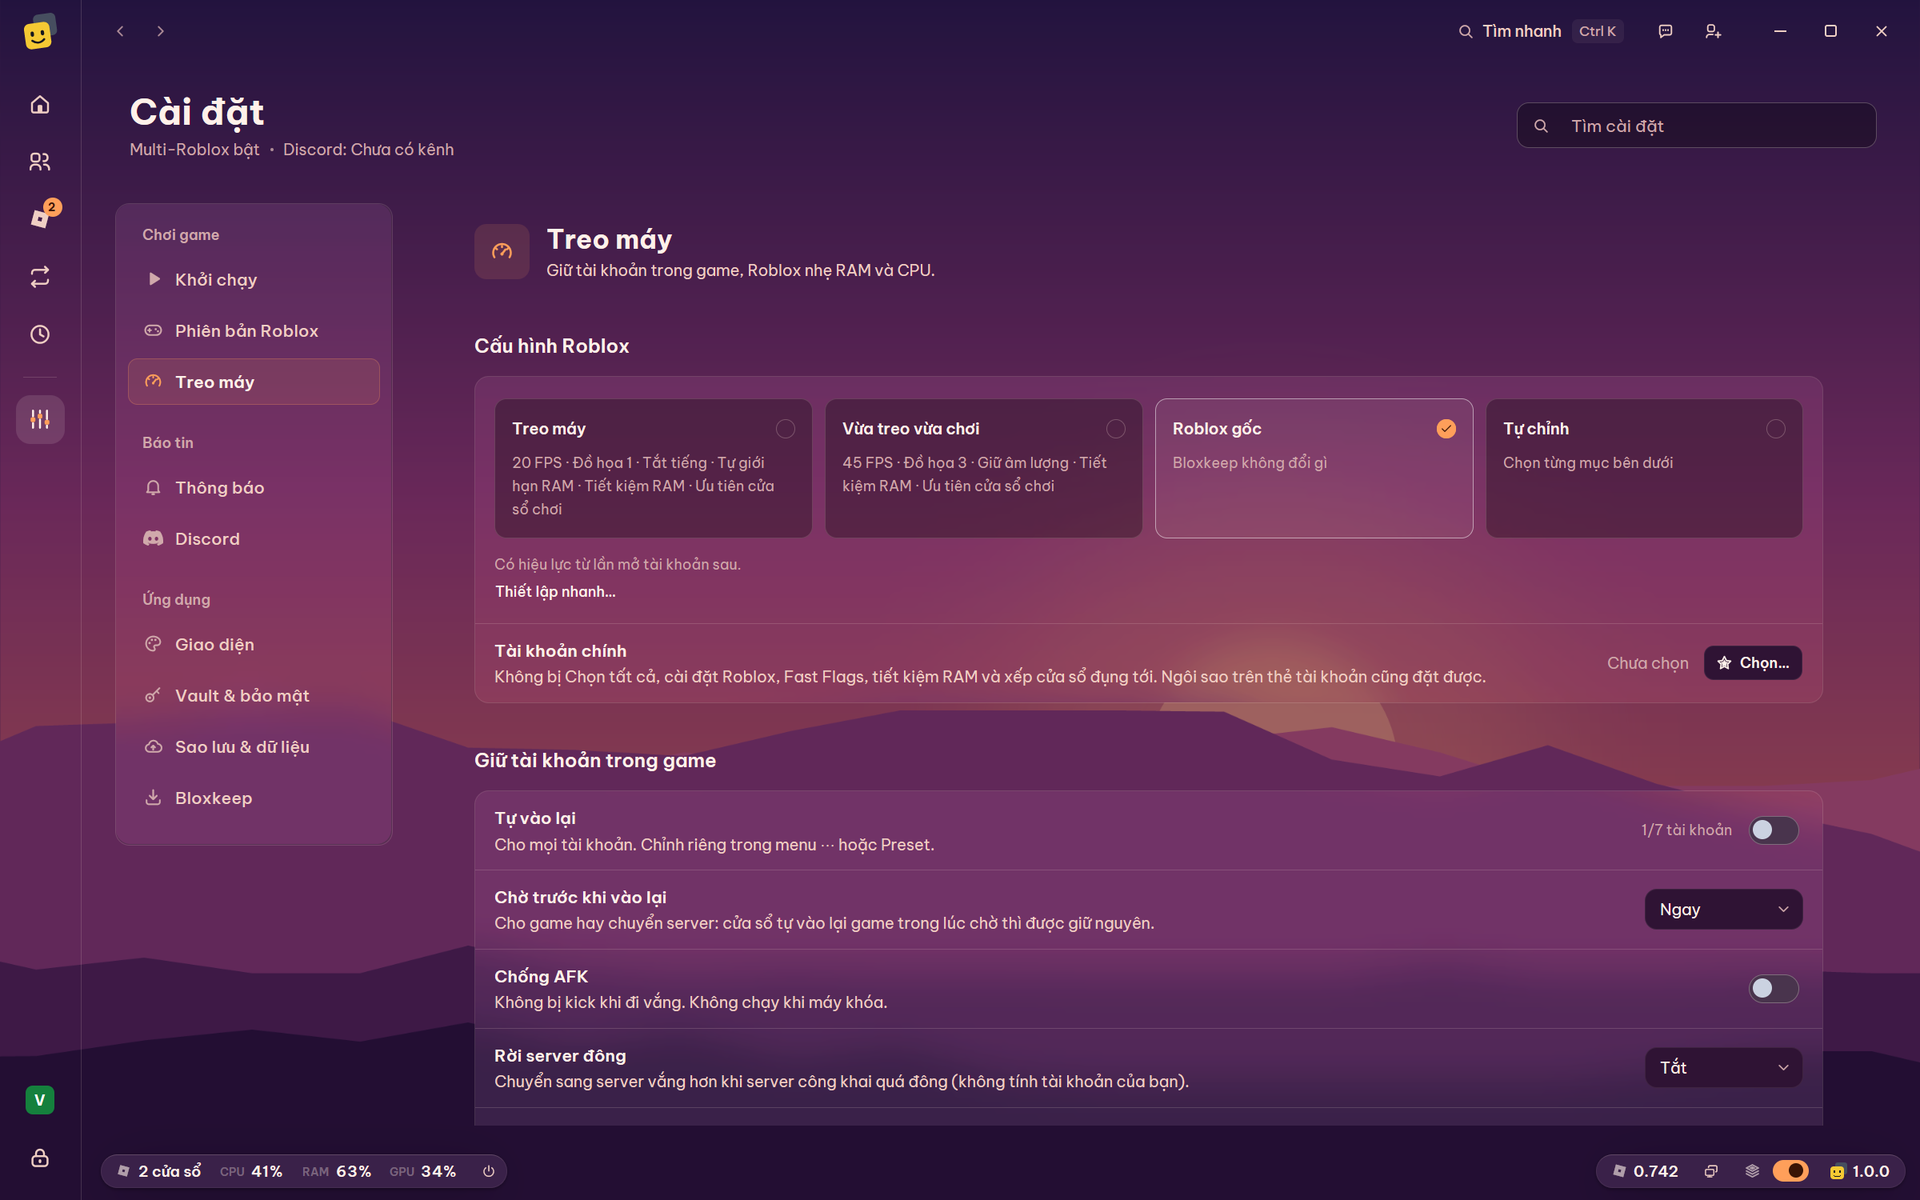 Tìm nhanh Ctrl K
Cài đặt
Multi-Roblox bật • Discord: Chưa có kênh
Tìm cài đặt
2
Chơi game
Khởi chạy
Phiên bản Roblox
Treo máy
Báo tin
Thông báo
Discord
Ứng dụng
Giao diện
Vault & bảo mật
Sao lưu & dữ liệu
Bloxkeep
Treo máy
Giữ tài khoản trong game, Roblox nhẹ RAM và CPU.
Cấu hình Roblox
Treo máy
20 FPS · Đồ họa 1 · Tắt tiếng · Tự giới
hạn RAM · Tiết kiệm RAM · Ưu tiên cửa
sổ chơi
Vừa treo vừa chơi
45 FPS · Đồ họa 3 · Giữ âm lượng · Tiết
kiệm RAM · Ưu tiên cửa sổ chơi
Roblox gốc
Bloxkeep không đổi gì
Tự chỉnh
Chọn từng mục bên dưới
Có hiệu lực từ lần mở tài khoản sau.
Thiết lập nhanh...
Tài khoản chính
Không bị Chọn tất cả, cài đặt Roblox, Fast Flags, tiết kiệm RAM và xếp cửa sổ đụng tới. Ngôi sao trên thẻ tài khoản cũng đặt được.
Chưa chọn
Chọn...
Giữ tài khoản trong game
Tự vào lại
Cho mọi tài khoản. Chỉnh riêng trong menu ··· hoặc Preset.
1/7 tài khoản
Chờ trước khi vào lại
Cho game hay chuyển server: cửa sổ tự vào lại game trong lúc chờ thì được giữ nguyên.
Ngay
Chống AFK
Không bị kick khi đi vắng. Không chạy khi máy khóa.
Rời server đông
Chuyển sang server vắng hơn khi server công khai quá đông (không tính tài khoản của bạn).
Tắt
V
2 cửa sổ CPU 41% RAM 63% GPU 34%
0.742
1.0.0